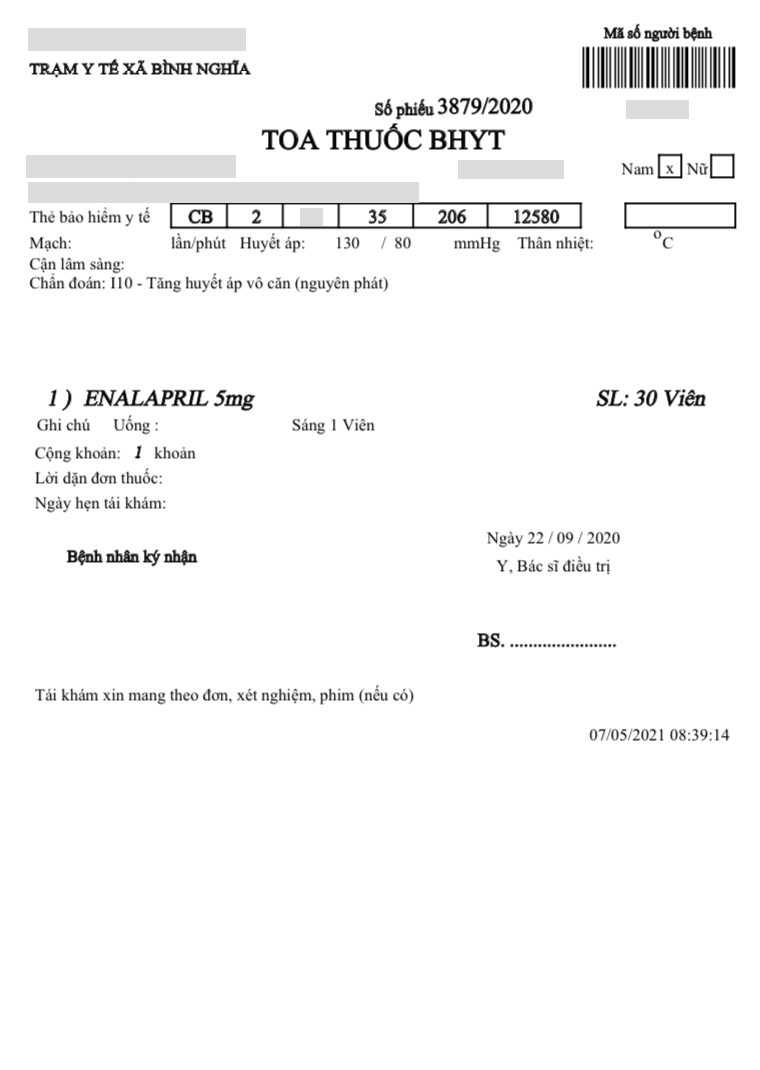 Mã số người bệnh
TRẠM Y TẾ XÃ BÌNH NGHĨA
Số phiếu 3879/2020
TOA THUỐC BHYT
Nam x Nữ
Thẻ bảo hiểm y tế CB 2 35 206 12580
Mạch: lần/phút Huyết áp: 130 / 80 mmHg Thân nhiệt: °C
Cận lâm sàng:
Chẩn đoán: I10 - Tăng huyết áp vô căn (nguyên phát)
1 ) ENALAPRIL 5mg SL: 30 Viên
Ghi chú Uống : Sáng 1 Viên
Cộng khoản: 1 khoản
Lời dặn đơn thuốc:
Ngày hẹn tái khám:
Ngày 22 / 09 / 2020
Bệnh nhân ký nhận
Y, Bác sĩ điều trị
BS. .......................
Tái khám xin mang theo đơn, xét nghiệm, phim (nếu có)
07/05/2021 08:39:14